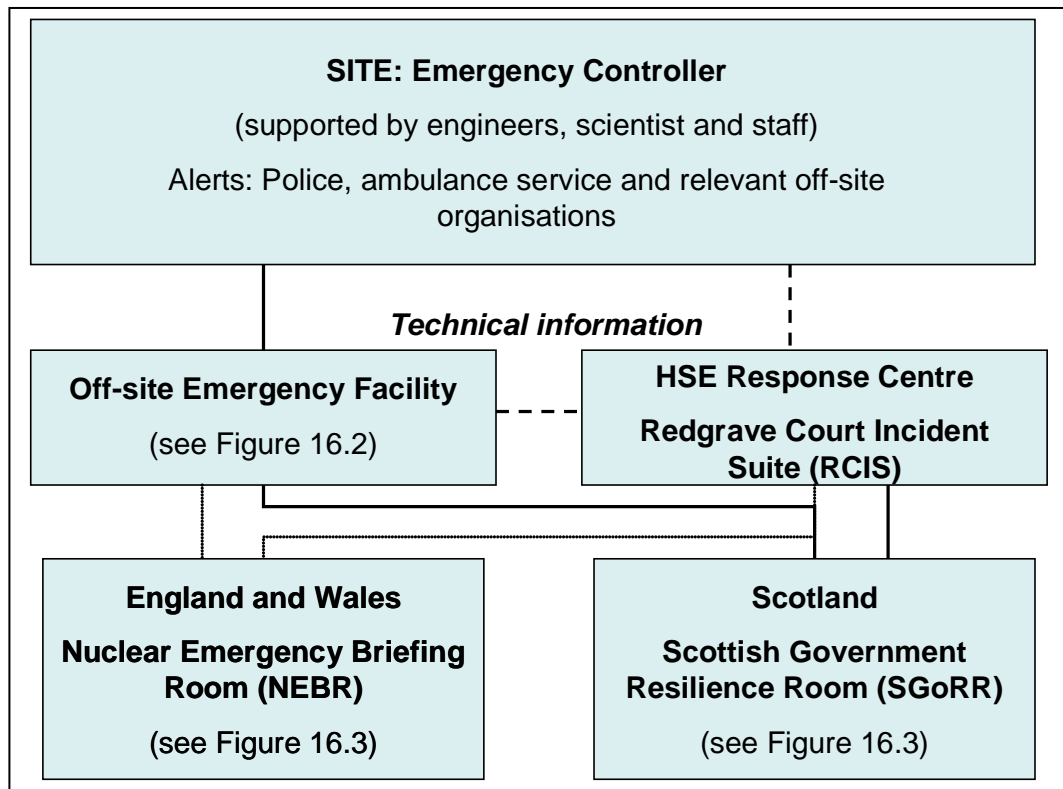 SITE: Emergency Controller
(supported by engineers, scientist and staff)
Alerts: Police, ambulance service and relevant off-site
organisations
Technical information
Off-site Emergency Facility
(see Figure 16.2)
HSE Response Centre
Redgrave Court Incident
Suite (RCIS)
England and Wales
Nuclear Emergency Briefing
Room (NEBR)
(see Figure 16.3)
Scotland
Scottish Government
Resilience Room (SGoRR)
(see Figure 16.3)